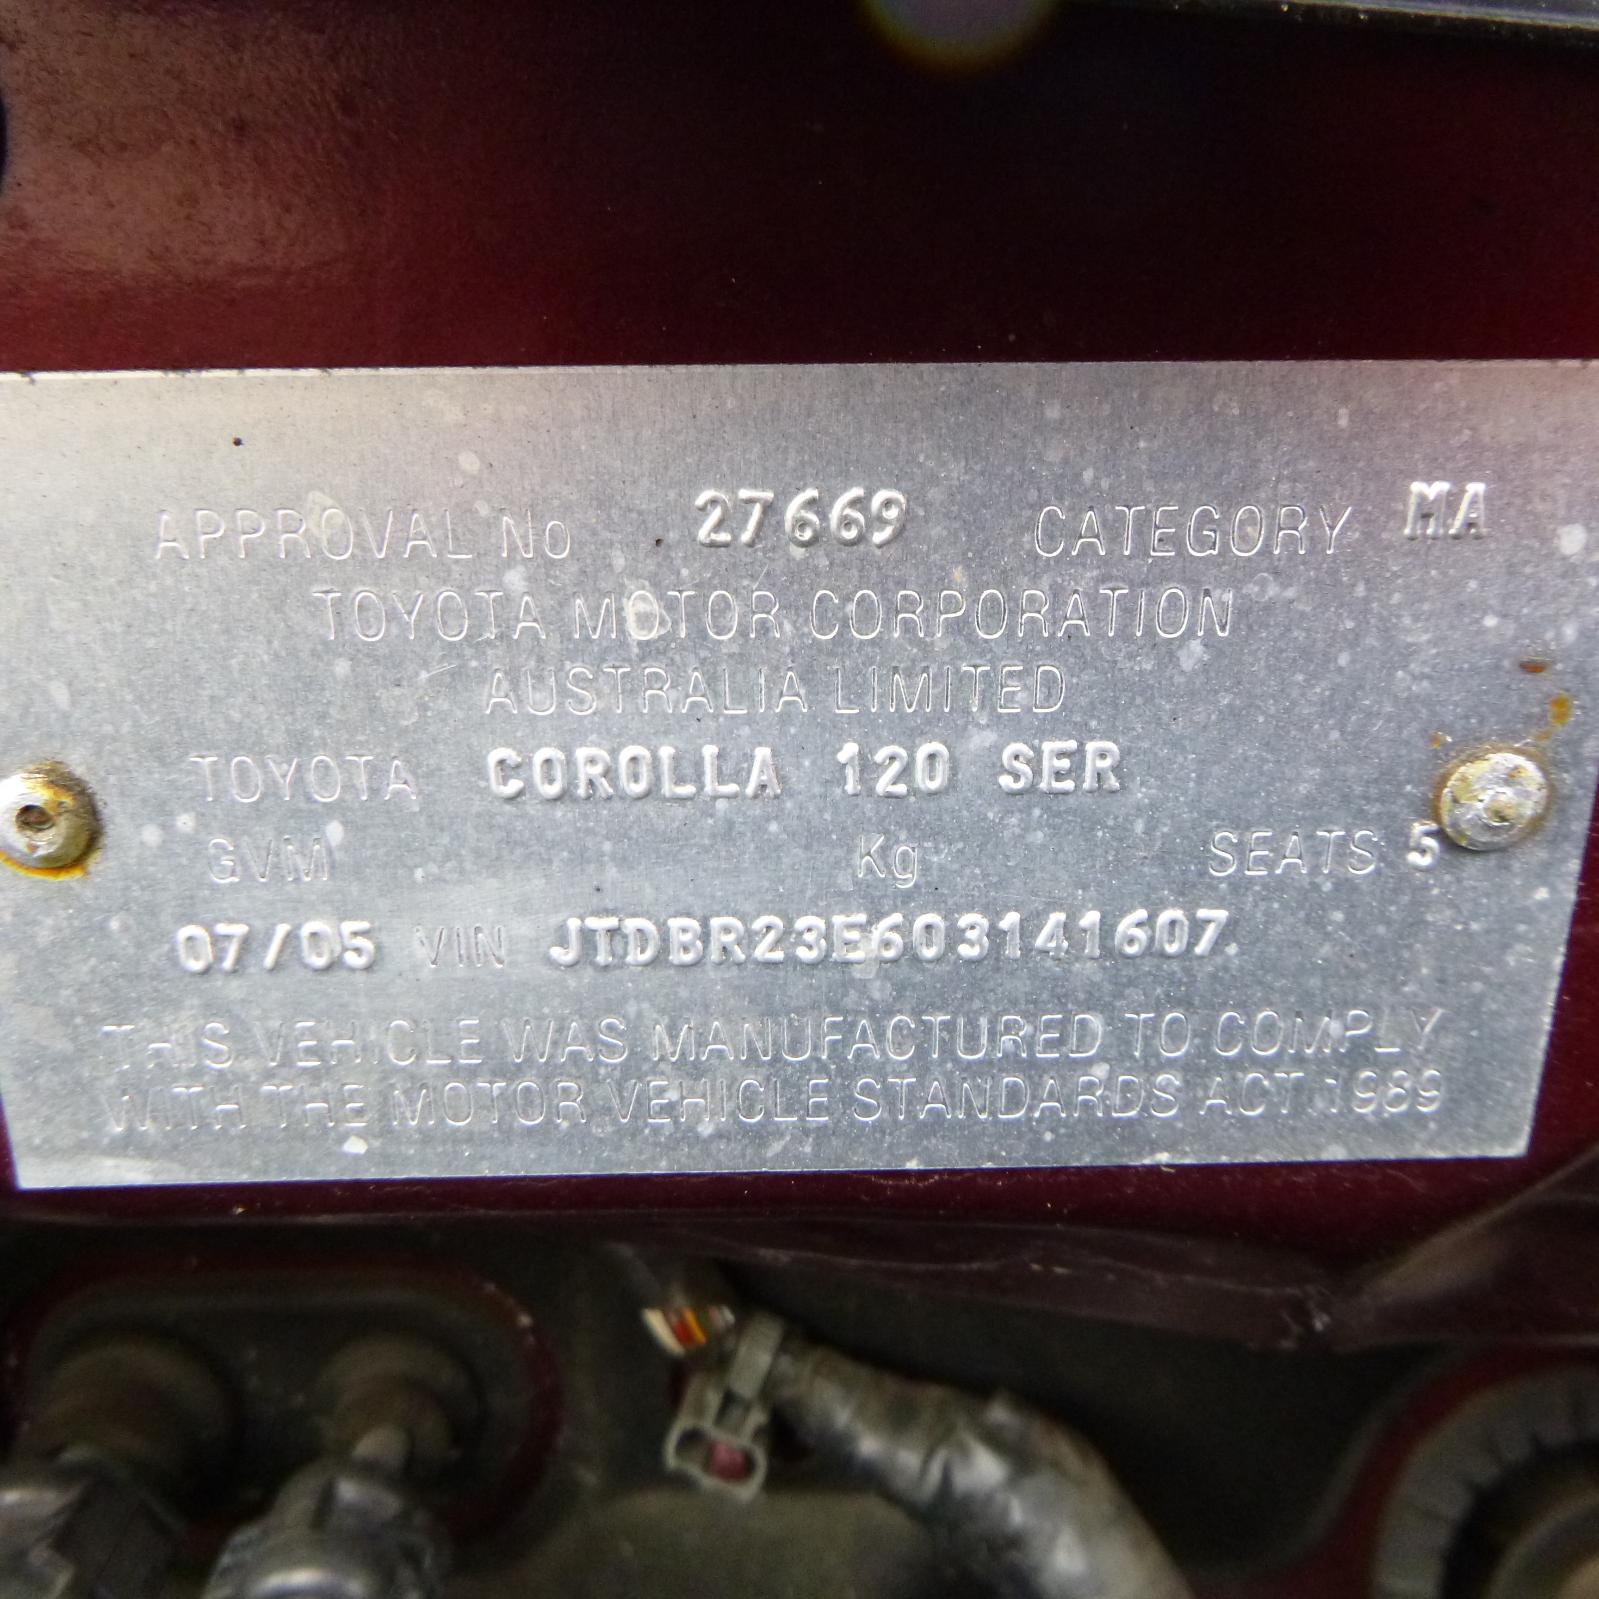 APPROVAL No 27669 CATEGORY MA
TOYOTA MOTOR CORPORATION
AUSTRALIA LIMITED
TOYOTA COROLLA 120 SER
GVM Kg SEATS 5
07/05 VIN JTDBR23E603141607
THIS VEHICLE WAS MANUFACTURED TO COMPLY
WITH THE MOTOR VEHICLE STANDARDS ACT 1989